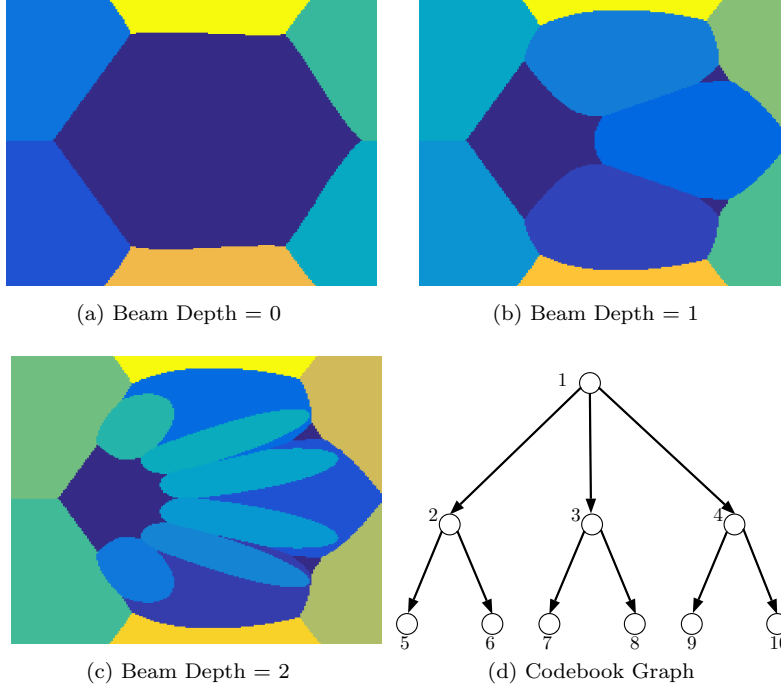 (a) Beam Depth = 0
(b) Beam Depth = 1
1
2
3
4
5
6
7
8
9
10
(c) Beam Depth = 2
(d) Codebook Graph